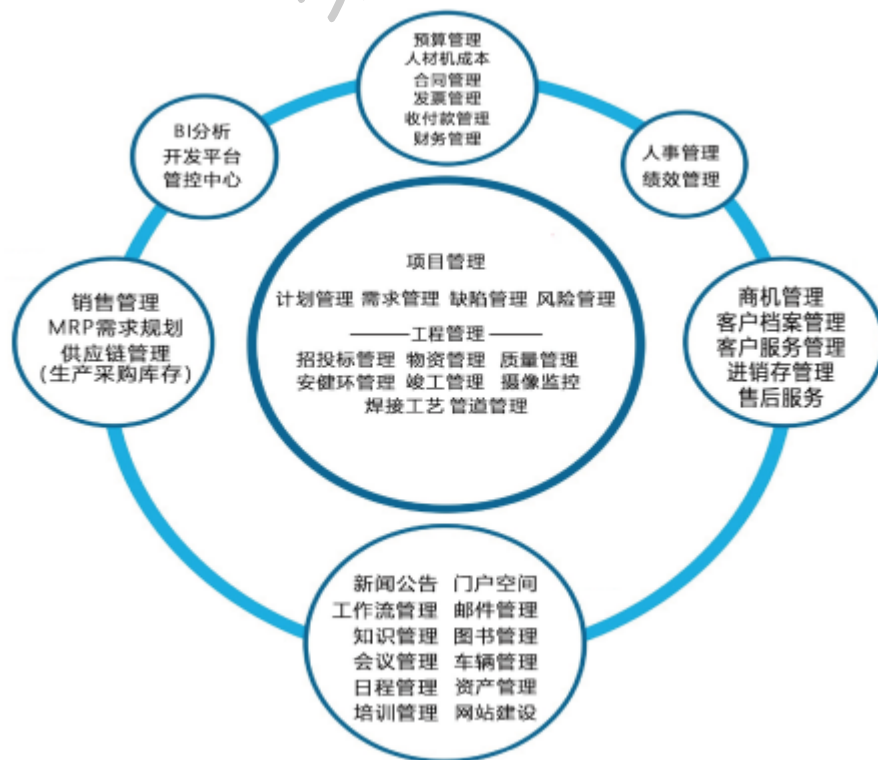 预算管理
人材机成本
合同管理
发票管理
收付款管理
财务管理
BI分析
开发平台
管控中心
人事管理
绩效管理
项目管理
计划管理 需求管理 缺陷管理 风险管理
工程管理
招投标管理 物资管理 质量管理
安健环管理 竣工管理 摄像监控
焊接工艺 管道管理
销售管理
MRP需求规划
供应链管理
(生产采购库存)
商机管理
客户档案管理
客户服务管理
进销存管理
售后服务
新闻公告 门户空间
工作流管理 邮件管理
知识管理 图书管理
会议管理 车辆管理
日程管理 资产管理
培训管理 网站建设